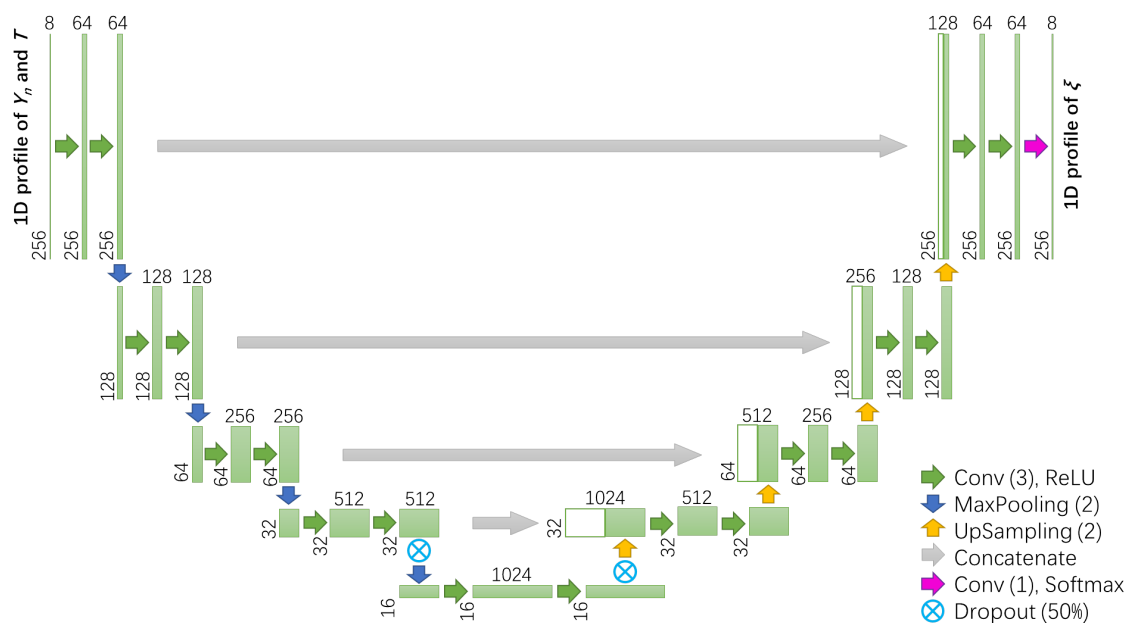 1D profile of Yₙ and T
8 64 64
256 256 256
128 64 64 8
256 256 256 256
1D profile of ξ
128 128
128 128 128
256 128
128 128 128
256 256
64 64 64
512 256
64 64 64
512 512
32 32 32
1024 512
32 32 32
1024
16 16 16
Conv (3), ReLU
MaxPooling (2)
UpSampling (2)
Concatenate
Conv (1), Softmax
Dropout (50%)